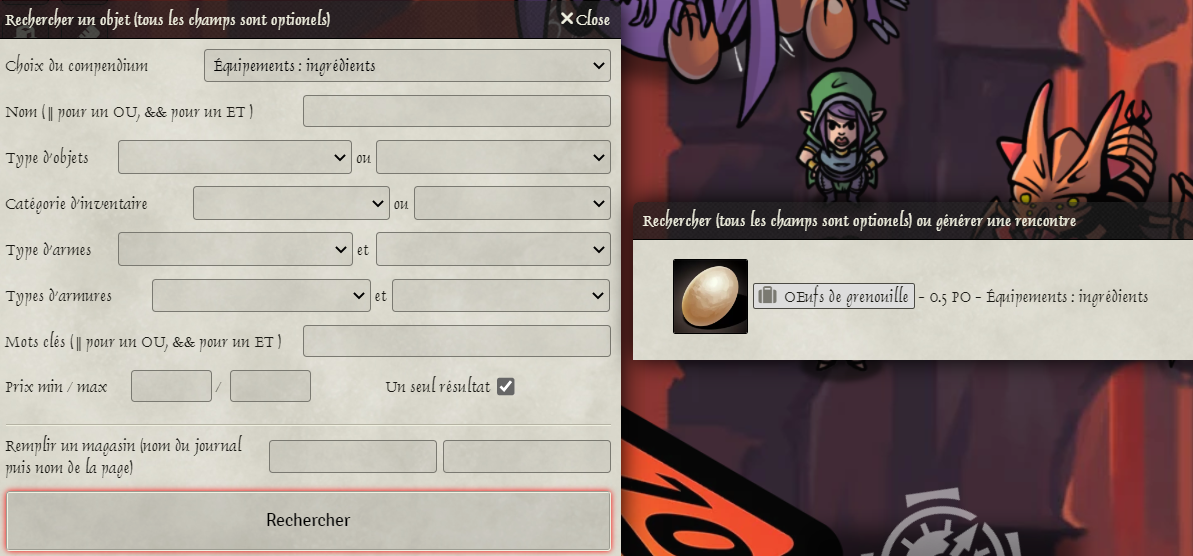 Rechercher un objet (tous les champs sont optionels)
Close
Choix du compendium
Équipements : ingrédients
Nom ( || pour un OU, && pour un ET )
Type d'objets
ou
Catégorie d'inventaire
ou
Type d'armes
et
Types d'armures
et
Mots clés ( || pour un OU, && pour un ET )
Prix min / max
/
Un seul résultat
Remplir un magasin (nom du journal
puis nom de la page)
Rechercher
Rechercher (tous les champs sont optionels) ou générer une rencontre
Œufs de grenouille - 0.5 PO - Équipements : ingrédients